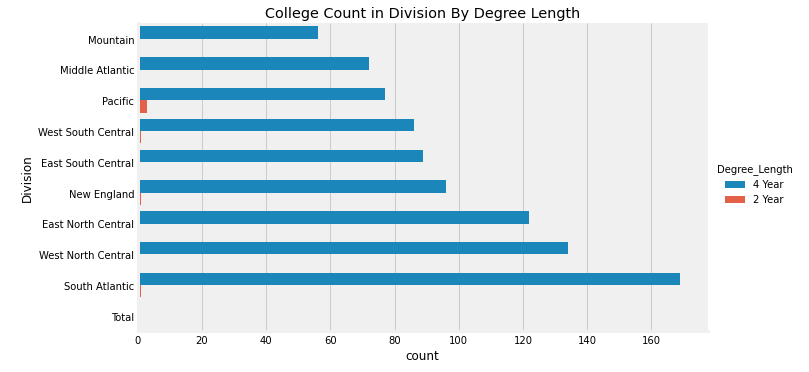 College Count in Division By Degree Length
Division
Mountain
Middle Atlantic
Pacific
West South Central
East South Central
New England
East North Central
West North Central
South Atlantic
Total
0 20 40 60 80 100 120 140 160
count
Degree_Length
4 Year
2 Year